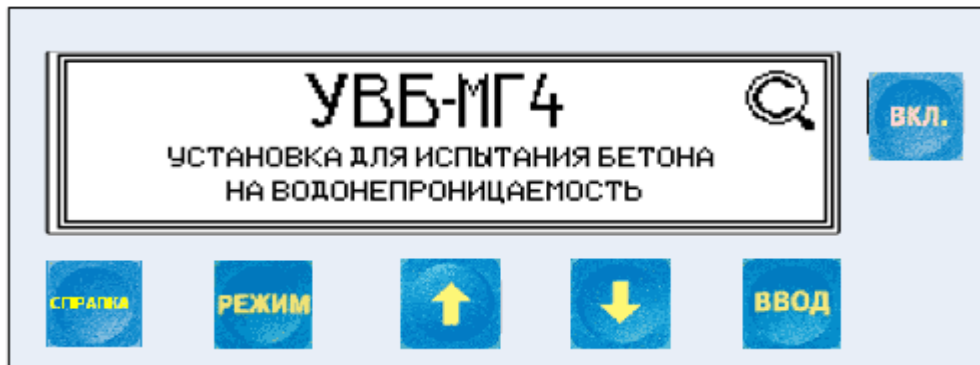 УВБ-МГ4
УСТАНОВКА ДЛЯ ИСПЫТАНИЯ БЕТОНА
НА ВОДОНЕПРОНИЦАЕМОСТЬ
ВКЛ.
СПРАВКА
РЕЖИМ
ВВОД